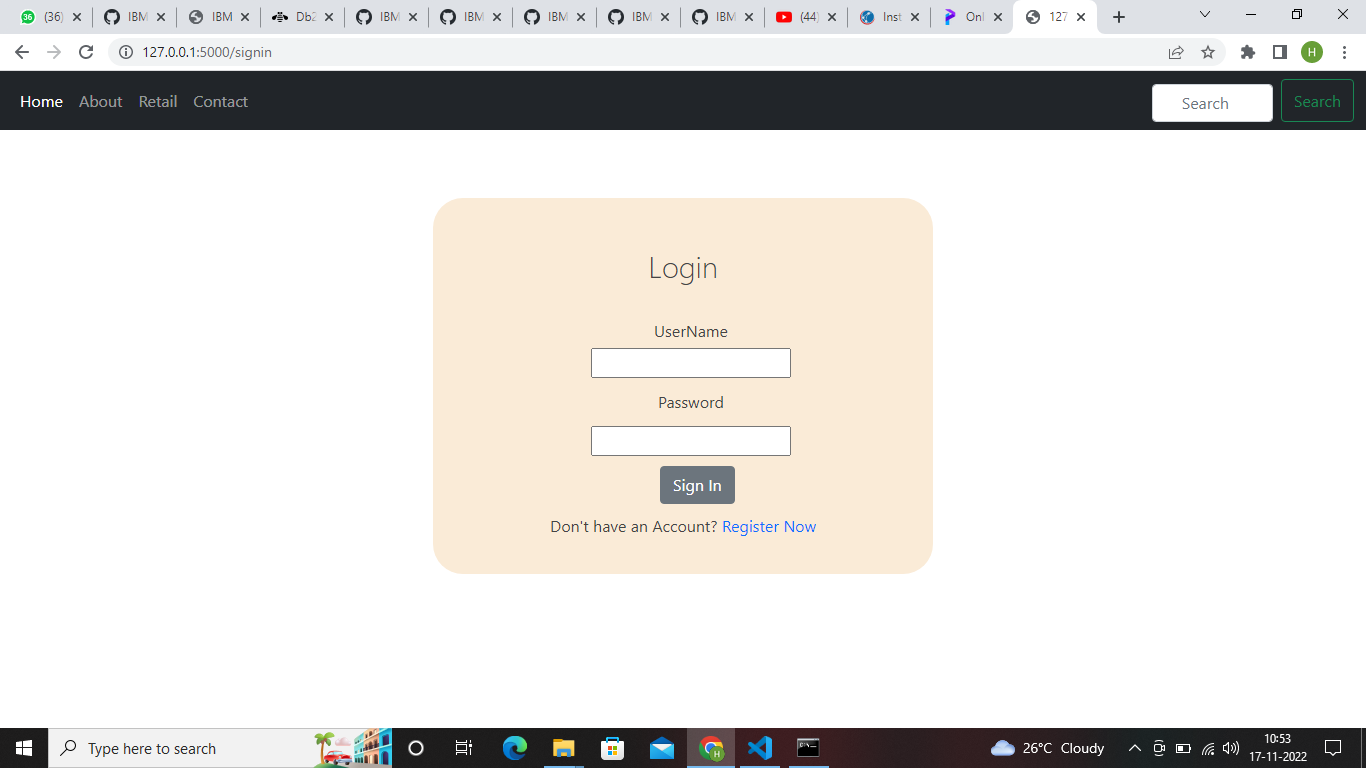 36 (36) IBM IBM Db2 IBM IBM IBM IBM IBM (44) Inst Onl 127
127.0.0.1:5000/signin H
Home About Retail Contact Search Search
Login
UserName
Password
Sign In
Don't have an Account? Register Now
Type here to search H 26°C Cloudy 10:53
17-11-2022